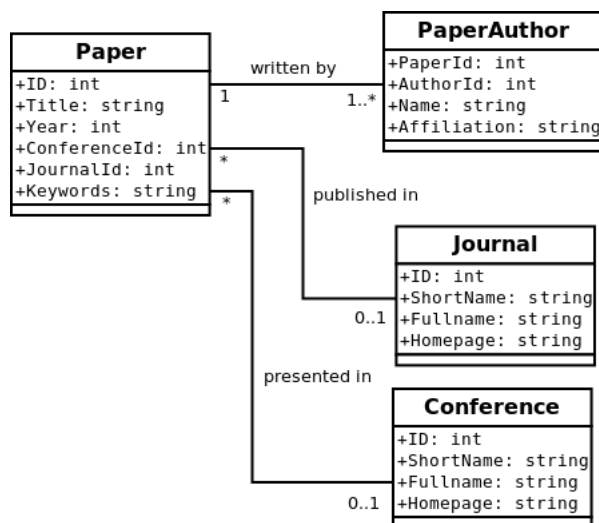 Paper
+ID: int
+Title: string
+Year: int
+ConferenceId: int
+JournalId: int
+Keywords: string
written by
1
1..*
PaperAuthor
+PaperId: int
+AuthorId: int
+Name: string
+Affiliation: string
*
published in
0..1
Journal
+ID: int
+ShortName: string
+Fullname: string
+Homepage: string
*
presented in
0..1
Conference
+ID: int
+ShortName: string
+Fullname: string
+Homepage: string